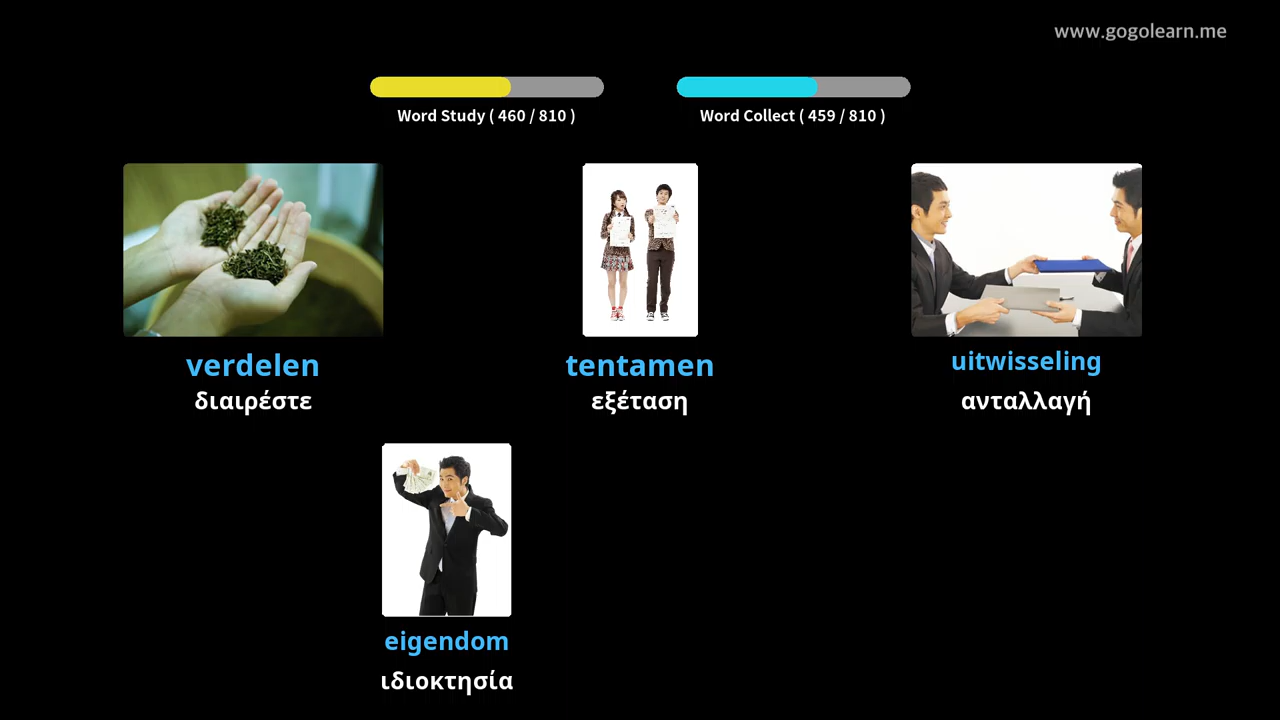 www.gogolearn.me
Word Study ( 460 / 810 )
Word Collect ( 459 / 810 )
verdelen
διαιρέστε
tentamen
εξέταση
uitwisseling
ανταλλαγή
eigendom
ιδιοκτησία